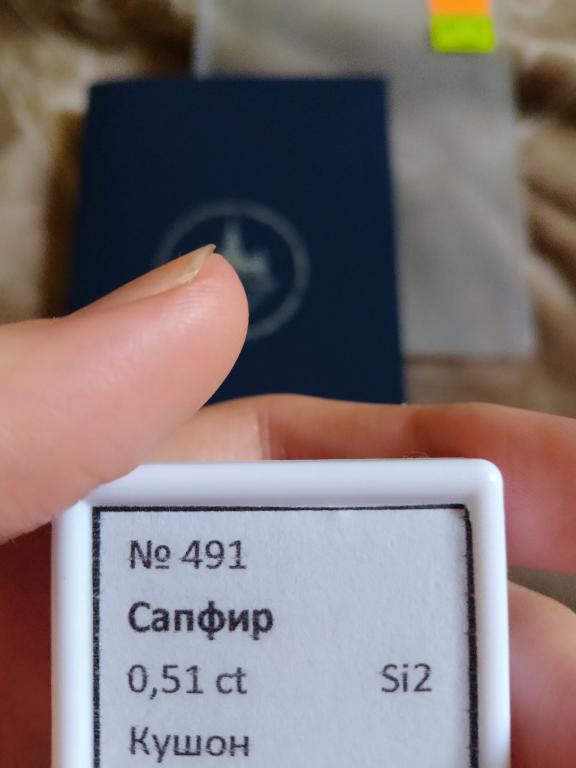 № 491
Сапфир
0,51 ct Si2
Кушон